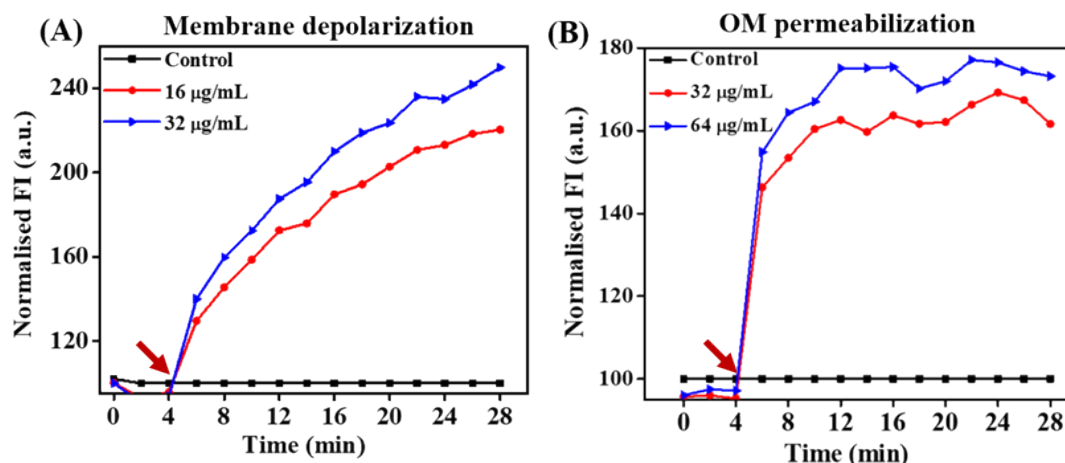 (A) Membrane depolarization
Control
16 μg/mL
32 μg/mL
240
200
160
120
Normalised FI (a.u.)
0 4 8 12 16 20 24 28
Time (min)
(B) OM permeabilization
Control
32 μg/mL
64 μg/mL
180
160
140
120
100
Normalised FI (a.u.)
0 4 8 12 16 20 24 28
Time (min)